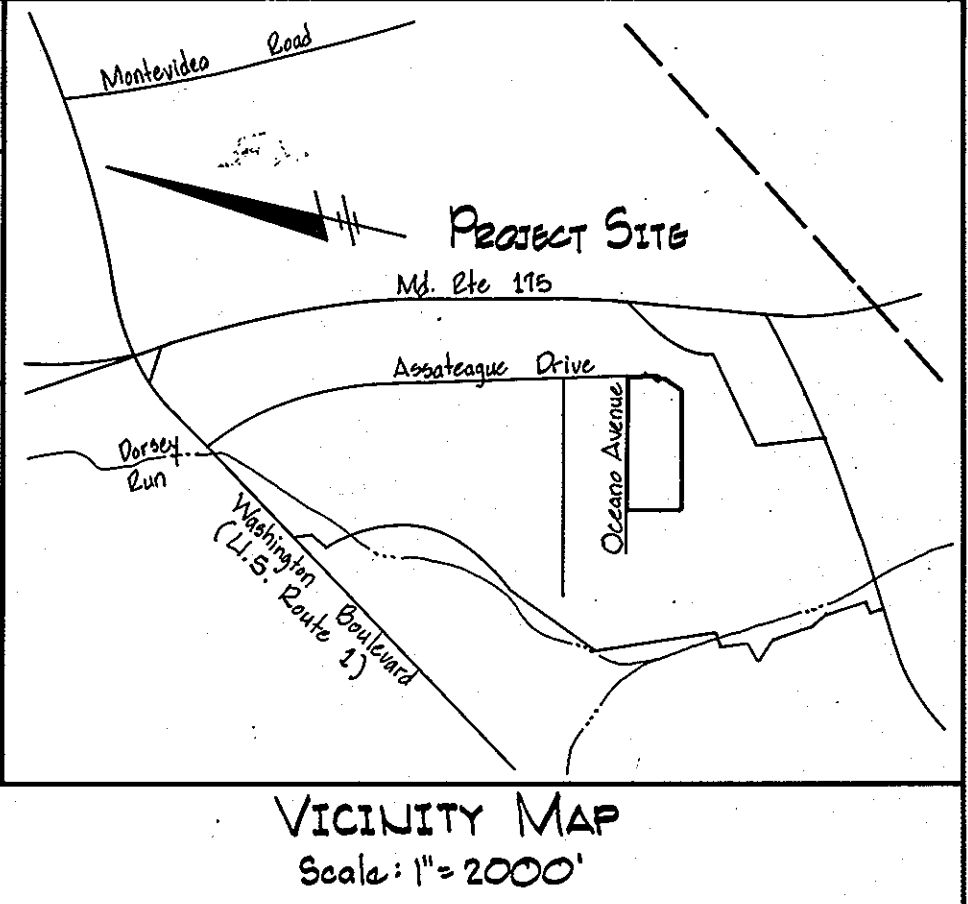 Montevideo Road
PROJECT SITE
Md. Rte 175
Assateague Drive
Oceano Avenue
Dorsey
Run
Washington Boulevard
(U.S. Route 1)
VICINITY MAP
Scale: 1"= 2000'